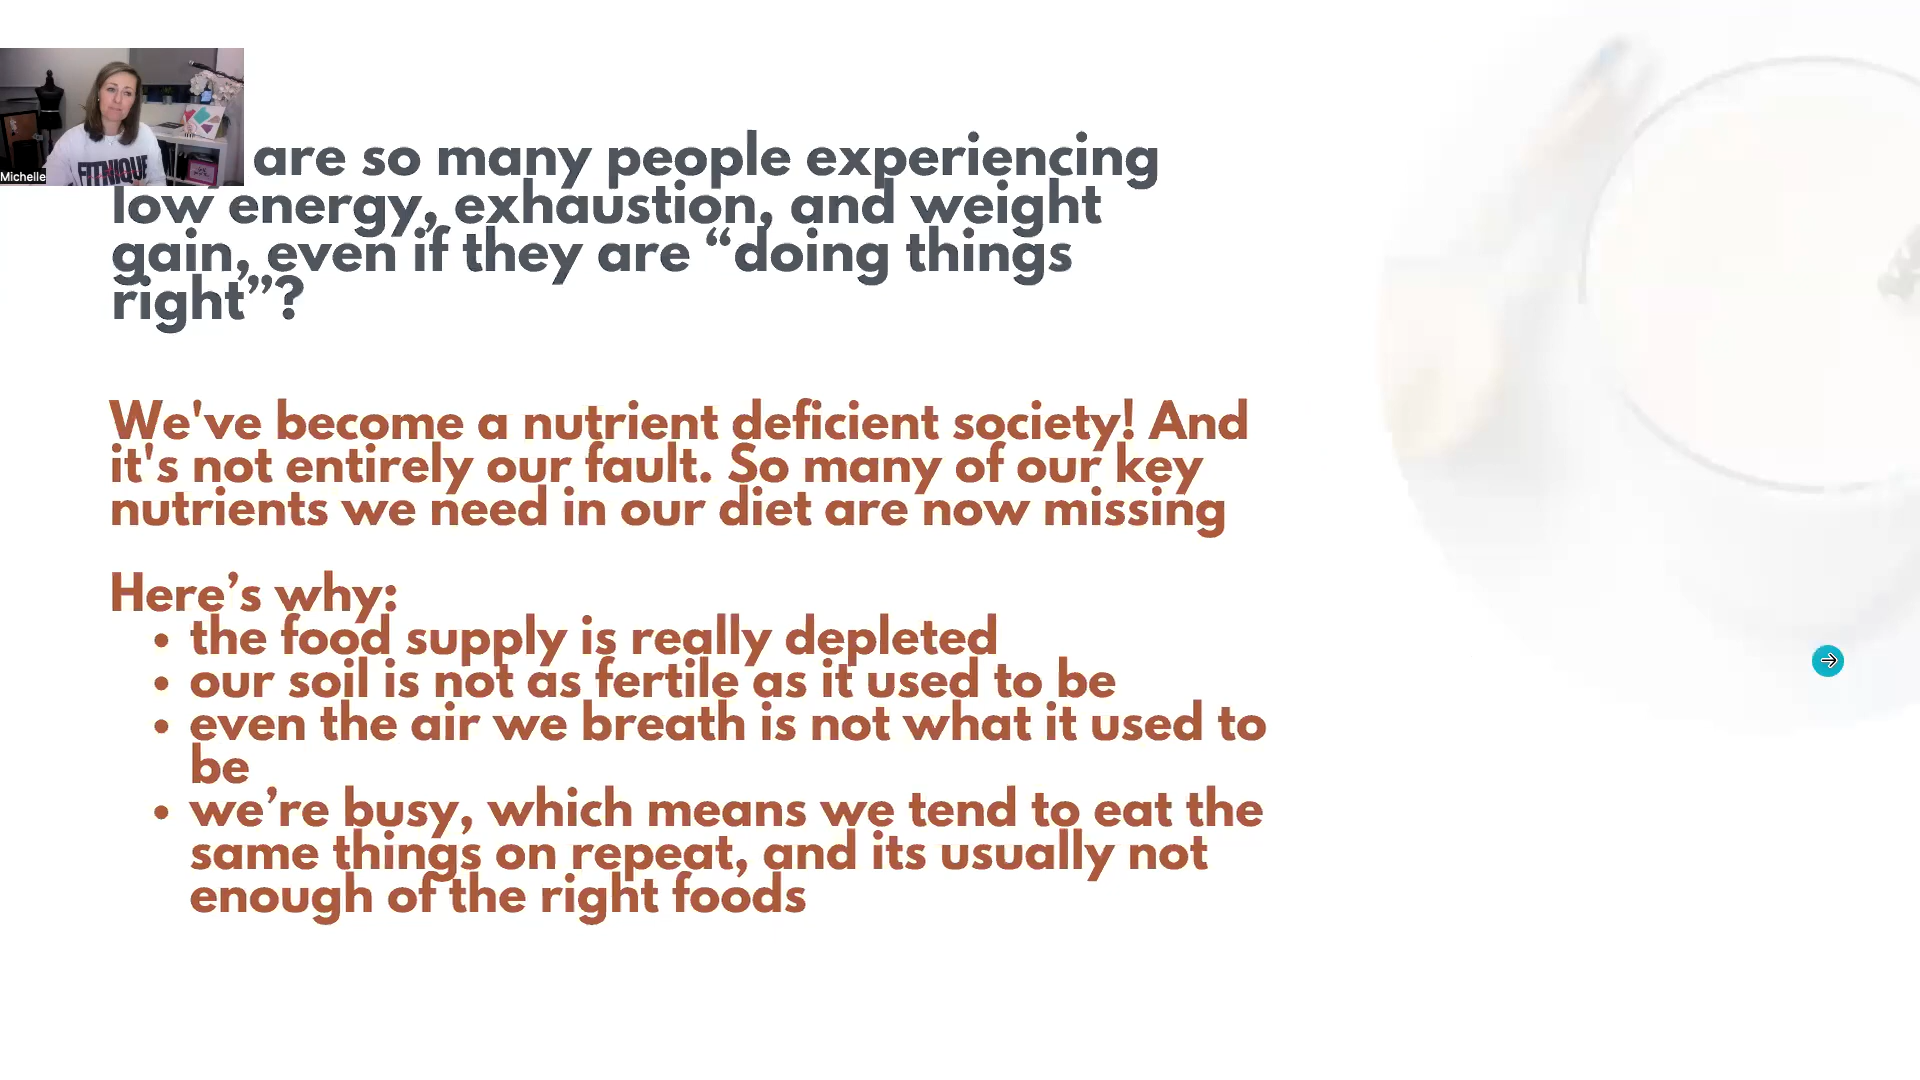 Michelle
FITNIQUE
are so many people experiencing
low energy, exhaustion, and weight
gain, even if they are “doing things
right”?
We've become a nutrient deficient society! And
it's not entirely our fault. So many of our key
nutrients we need in our diet are now missing
Here’s why:
• the food supply is really depleted
• our soil is not as fertile as it used to be
• even the air we breath is not what it used to
be
• we’re busy, which means we tend to eat the
same things on repeat, and its usually not
enough of the right foods